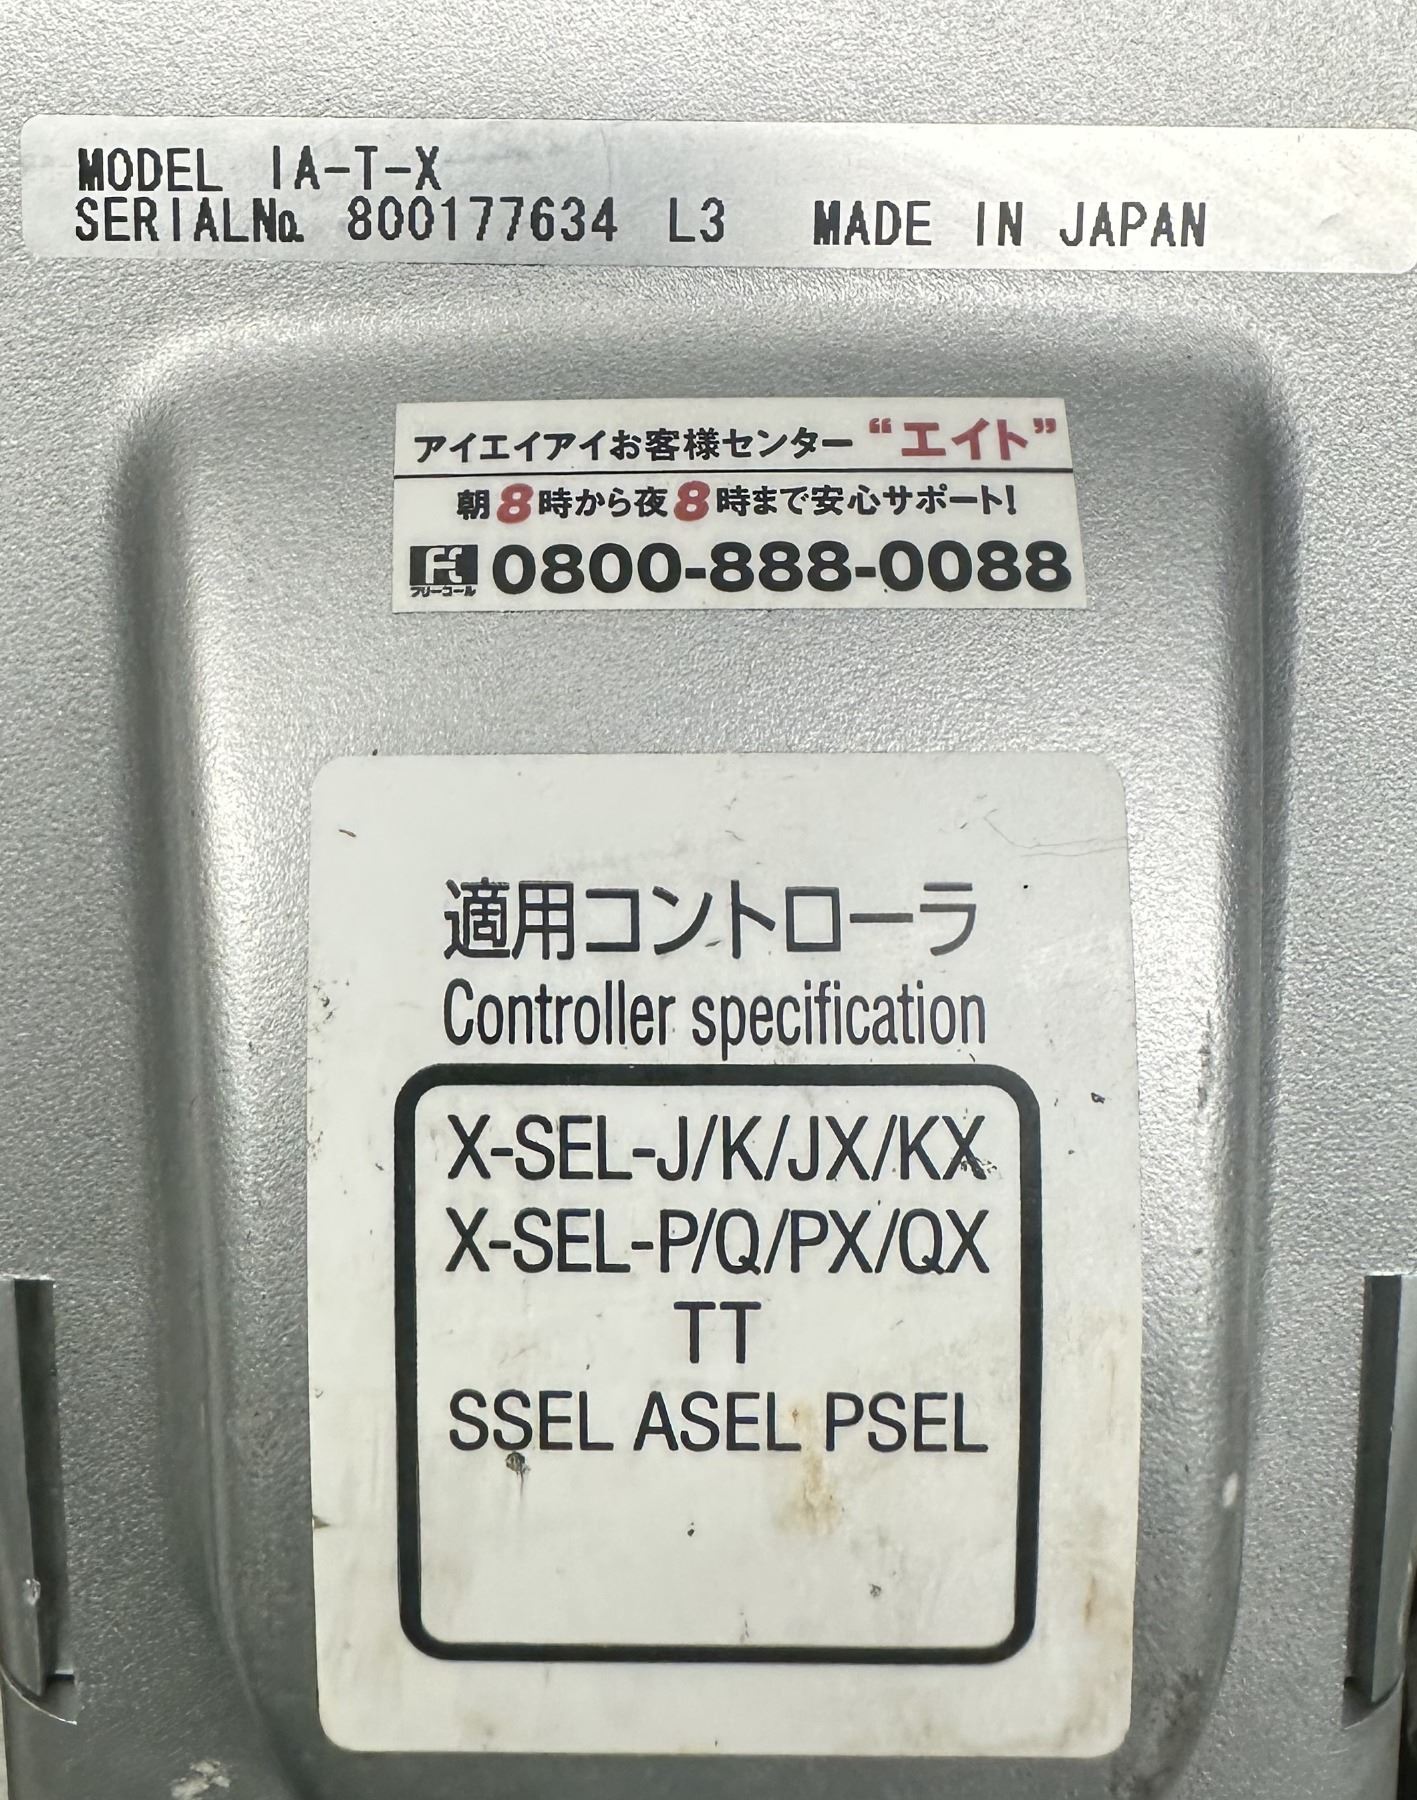 MODEL IA-T-X
SERIALNo. 800177634 L3 MADE IN JAPAN
アイエイアイお客様センター “エイト”
朝8時から夜8時まで安心サポート!
フリーコール 0800-888-0088
適用コントローラ
Controller specification
X-SEL-J/K/JX/KX
X-SEL-P/Q/PX/QX
TT
SSEL ASEL PSEL